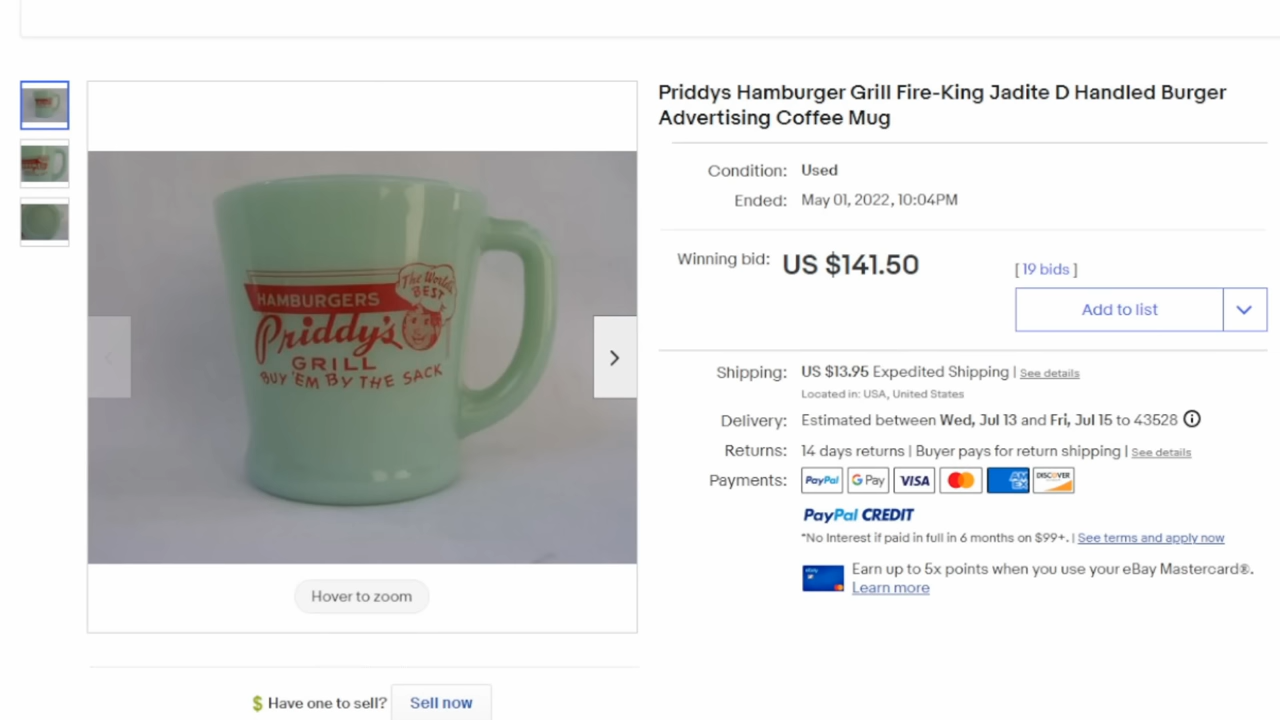 Priddys Hamburger Grill Fire-King Jadite D Handled Burger
Advertising Coffee Mug
Condition: Used
Ended: May 01, 2022, 10:04PM
Winning bid: US $141.50
[ 19 bids ]
Add to list
Shipping: US $13.95 Expedited Shipping | See details
Located in: USA, United States
Delivery: Estimated between Wed, Jul 13 and Fri, Jul 15 to 43528
Returns: 14 days returns | Buyer pays for return shipping | See details
Payments: PayPal G Pay VISA AMEX DISCOVER
PayPal CREDIT
*No Interest if paid in full in 6 months on $99+. | See terms and apply now
Earn up to 5x points when you use your eBay Mastercard®.
Learn more
The World's
BEST
HAMBURGERS
Priddy's
GRILL
BUY 'EM BY THE SACK
Hover to zoom
$ Have one to sell? Sell now